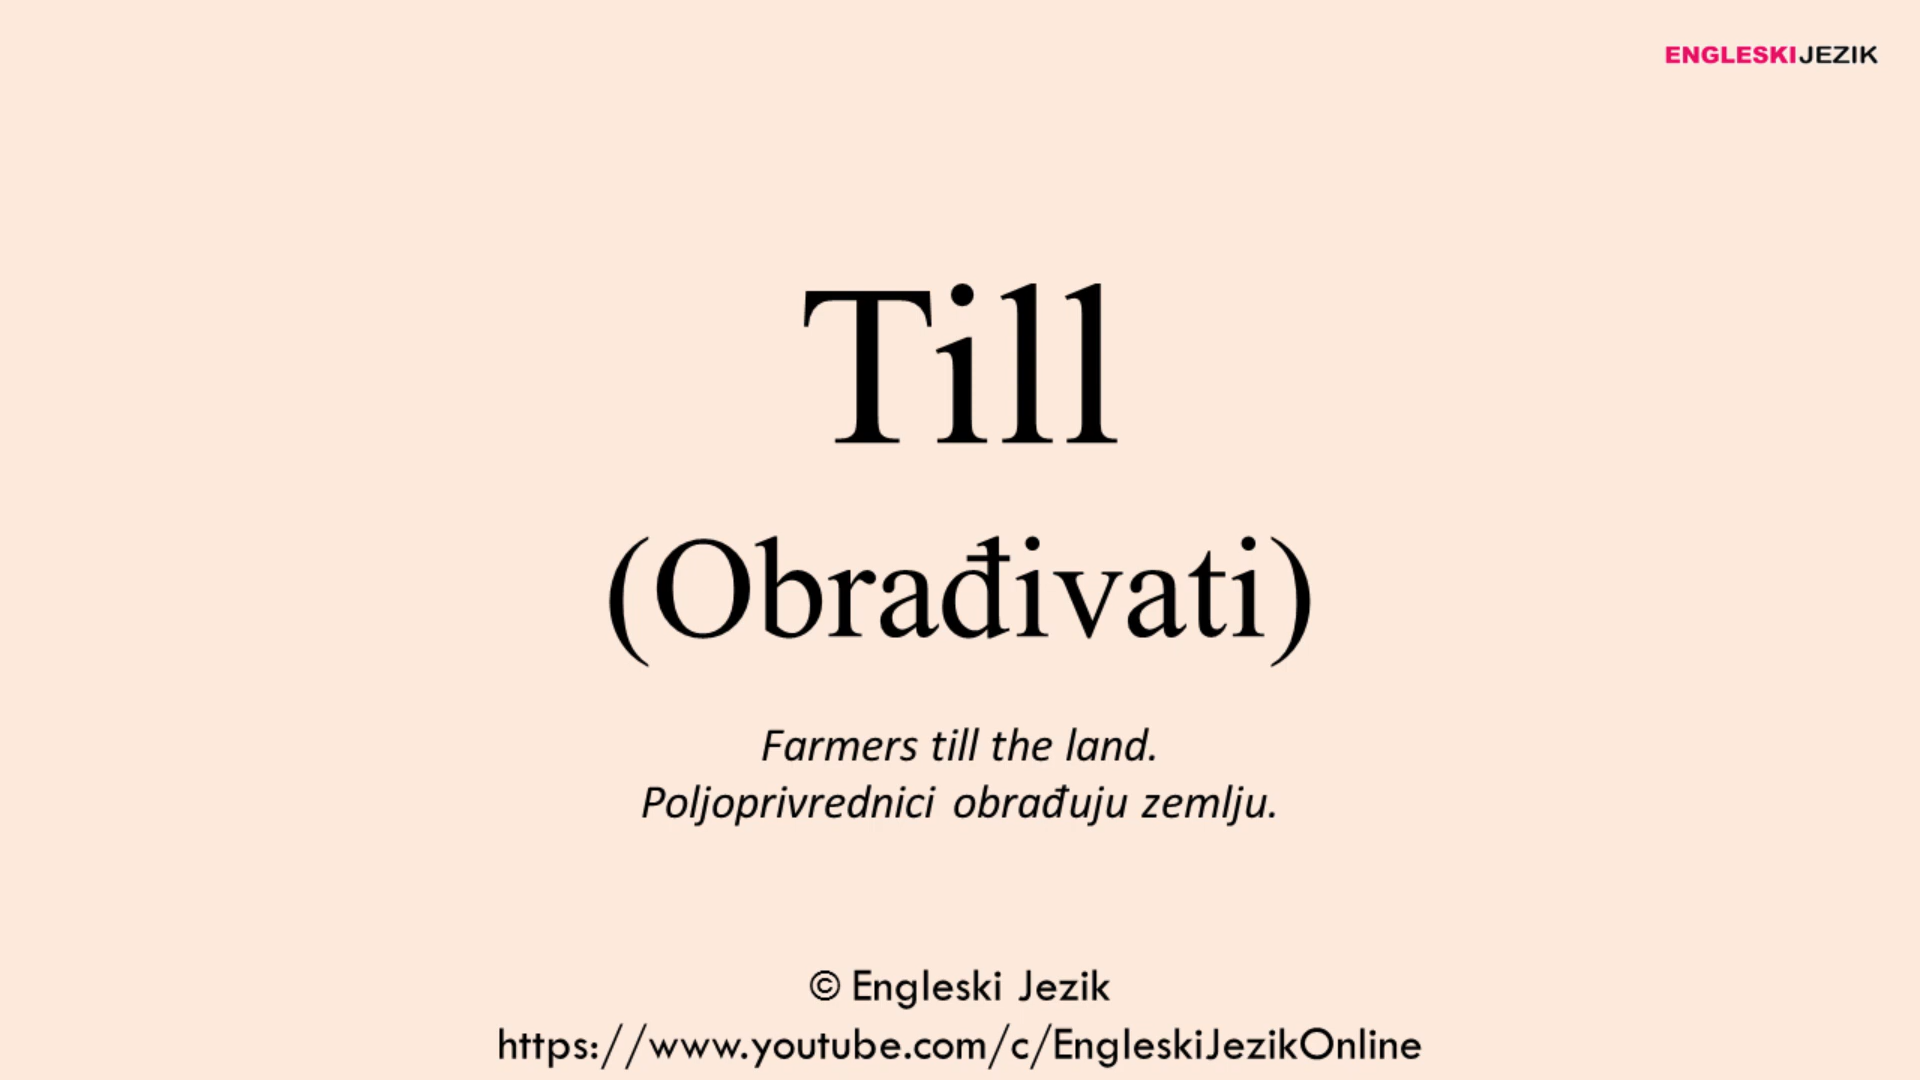 ENGLESKIJEZIK
Till
(Obrađivati)
Farmers till the land.
Poljoprivrednici obrađuju zemlju.
© Engleski Jezik
https://www.youtube.com/c/EngleskiJezikOnline